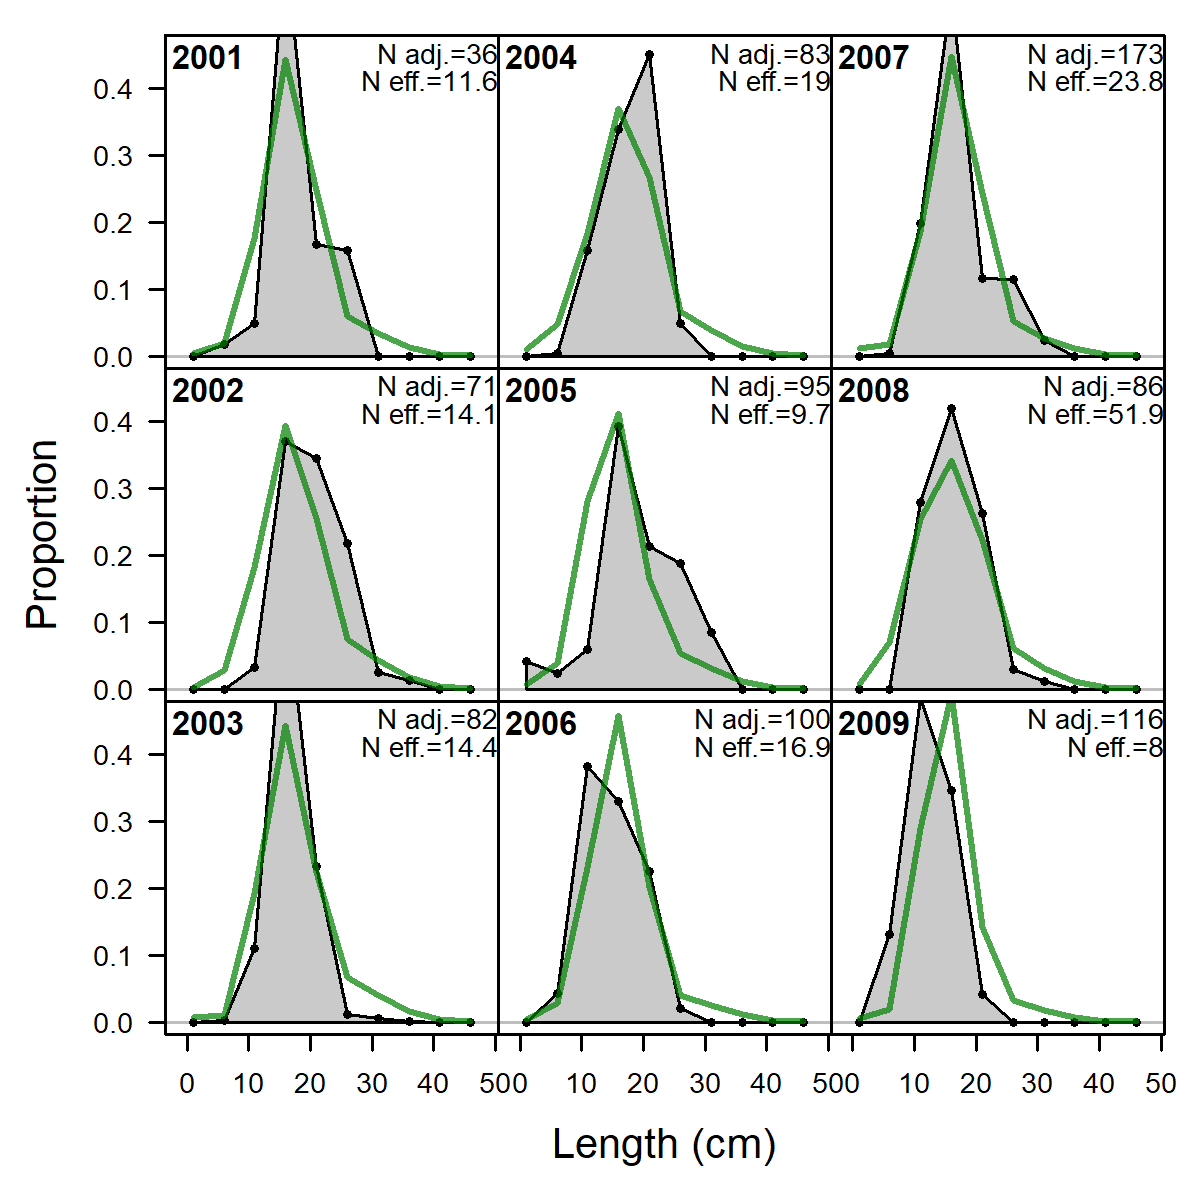 2001
N adj.=36
N eff.=11.6
2004
N adj.=83
N eff.=19
2007
N adj.=173
N eff.=23.8
0.4
0.3
0.2
0.1
0.0
2002
N adj.=71
N eff.=14.1
2005
N adj.=95
N eff.=9.7
2008
N adj.=86
N eff.=51.9
0.4
0.3
0.2
0.1
0.0
2003
N adj.=82
N eff.=14.4
2006
N adj.=100
N eff.=16.9
2009
N adj.=116
N eff.=8
0.4
0.3
0.2
0.1
0.0
0 10 20 30 40 500 10 20 30 40 500 10 20 30 40 50
Length (cm)
Proportion